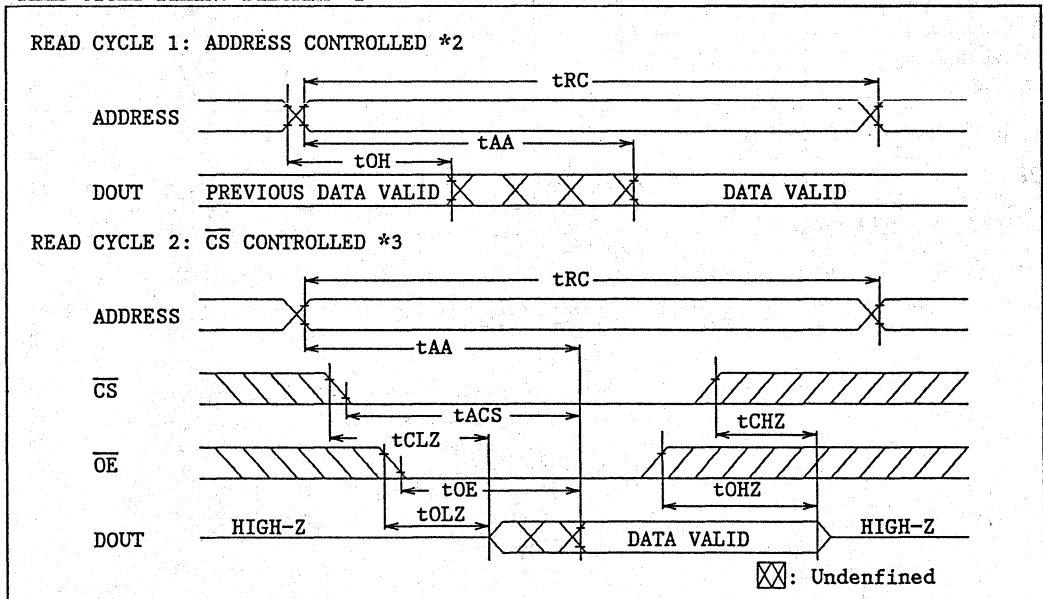 READ CYCLE 1: ADDRESS CONTROLLED *2
tRC
ADDRESS
tAA
tOH
DOUT
PREVIOUS DATA VALID
DATA VALID
READ CYCLE 2: CS CONTROLLED *3
tRC
ADDRESS
tAA
CS
tACS
tCHZ
tCLZ
OE
tOE
tOHZ
tOLZ
DOUT
HIGH-Z
DATA VALID
HIGH-Z
: Undenfined